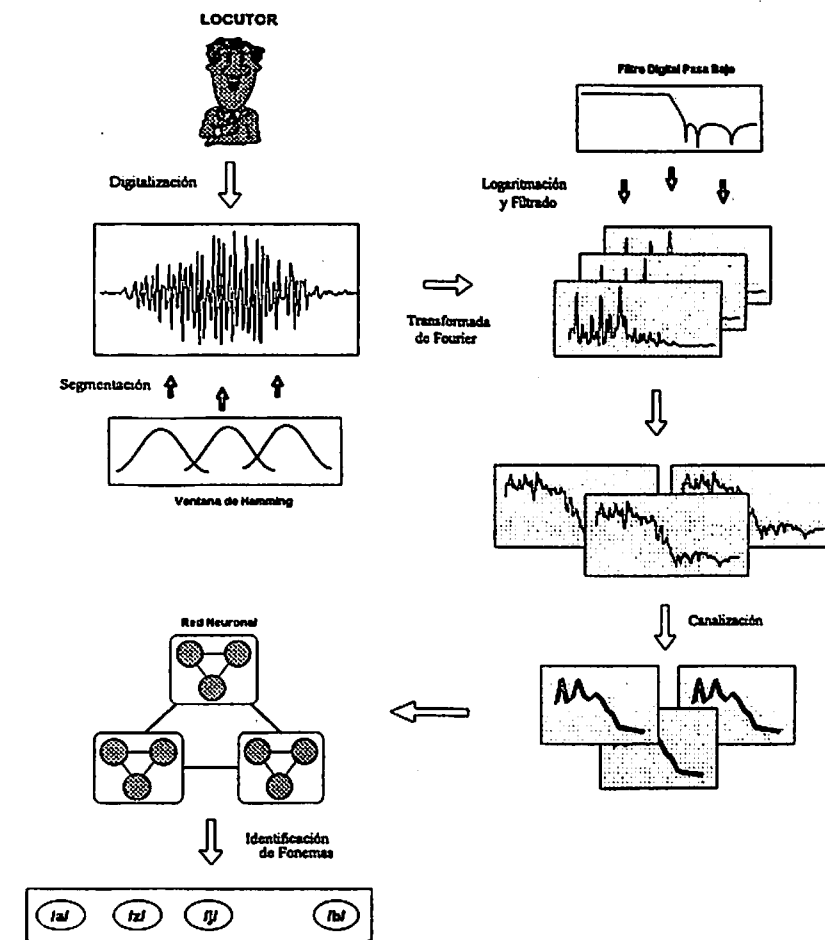 LOCUTOR
Filtro Digital Pasa Bajo
Digitalización
Logaritmación
y Filtrado
Transformada
de Fourier
Segmentación
Ventana de Hamming
Canalización
Red Neuronal
Identificación
de Fonemas
/a/ /z/ /j/ /b/